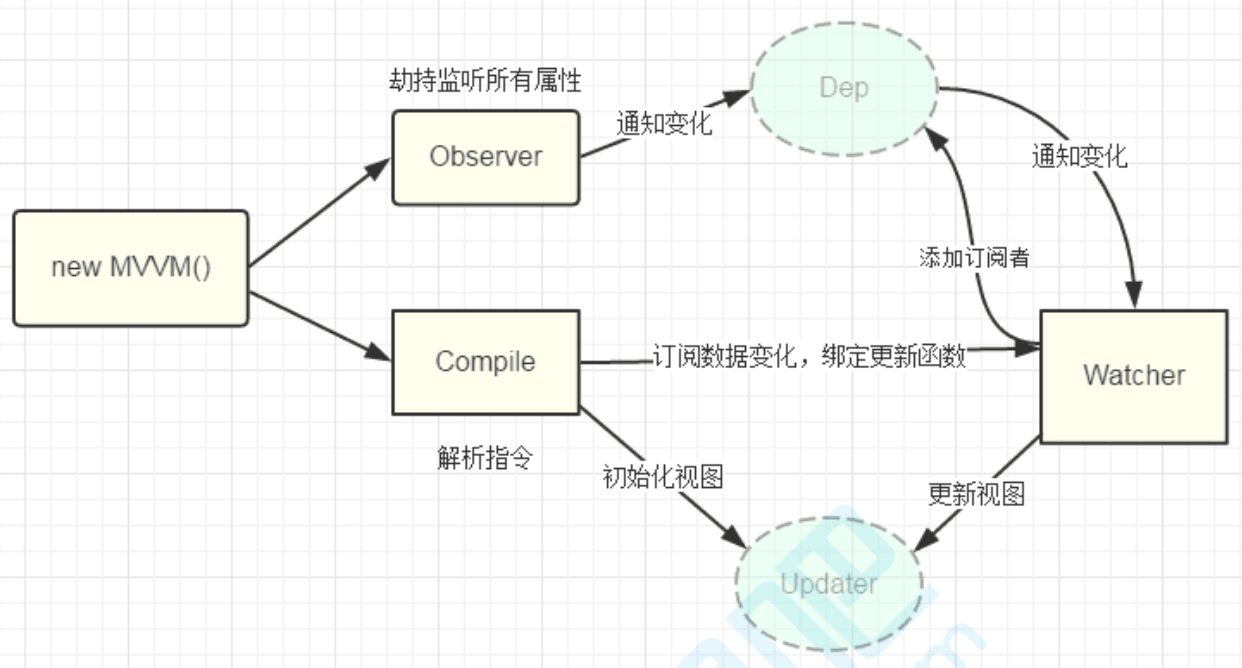 劫持监听所有属性
Dep
Observer
通知变化
通知变化
new MVVM()
添加订阅者
Compile
订阅数据变化，绑定更新函数
Watcher
解析指令
初始化视图
更新视图
Updater